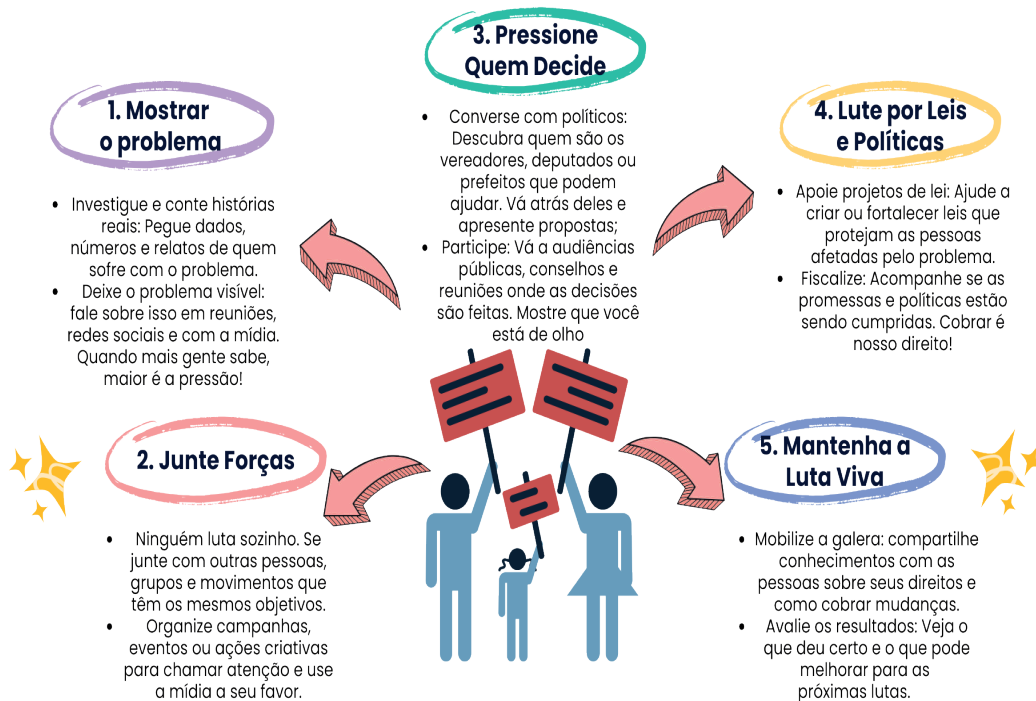 1. Mostrar
o problema
• Investigue e conte histórias
reais: Pegue dados,
números e relatos de quem
sofre com o problema.
• Deixe o problema visível:
fale sobre isso em reuniões,
redes sociais e com a mídia.
Quando mais gente sabe,
maior é a pressão!
2. Junte Forças
• Ninguém luta sozinho. Se
junte com outras pessoas,
grupos e movimentos que
têm os mesmos objetivos.
• Organize campanhas,
eventos ou ações criativas
para chamar atenção e use
a mídia a seu favor.
3. Pressione
Quem Decide
• Converse com políticos:
Descubra quem são os
vereadores, deputados ou
prefeitos que podem
ajudar. Vá atrás deles e
apresente propostas;
• Participe: Vá a audiências
públicas, conselhos e
reuniões onde as decisões
são feitas. Mostre que você
está de olho
4. Lute por Leis
e Políticas
• Apoie projetos de lei: Ajude a
criar ou fortalecer leis que
protejam as pessoas
afetadas pelo problema.
• Fiscalize: Acompanhe se as
promessas e políticas estão
sendo cumpridas. Cobrar é
nosso direito!
5. Mantenha a
Luta Viva
• Mobilize a galera: compartilhe
conhecimentos com as
pessoas sobre seus direitos e
como cobrar mudanças.
• Avalie os resultados: Veja o
que deu certo e o que pode
melhorar para as
próximas lutas.